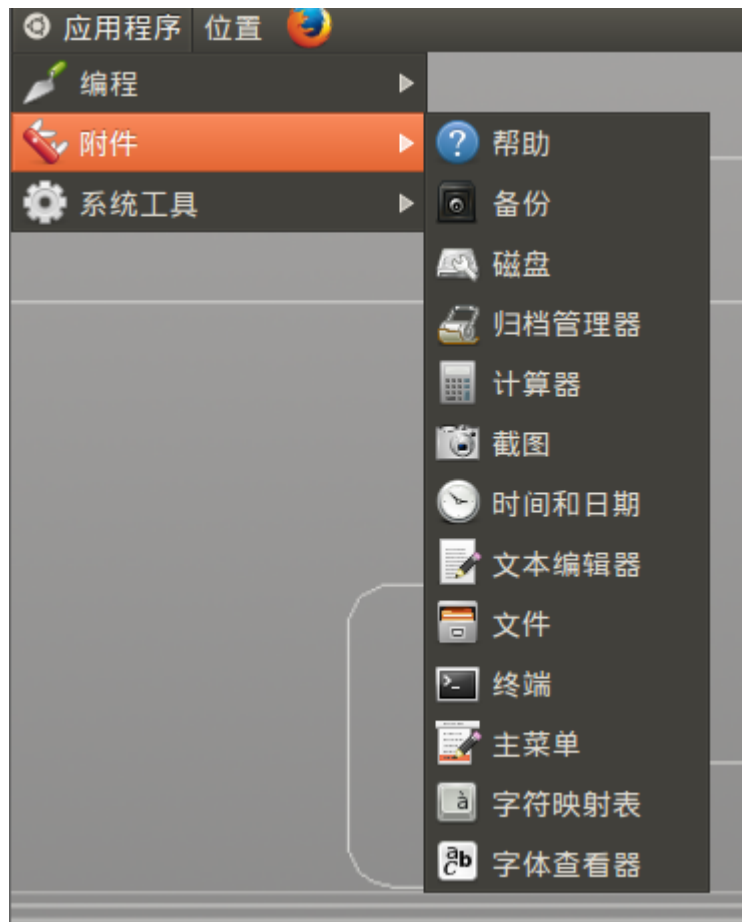 应用程序 位置
编程
附件
系统工具
帮助
备份
磁盘
归档管理器
计算器
截图
时间和日期
文本编辑器
文件
终端
主菜单
字符映射表
字体查看器